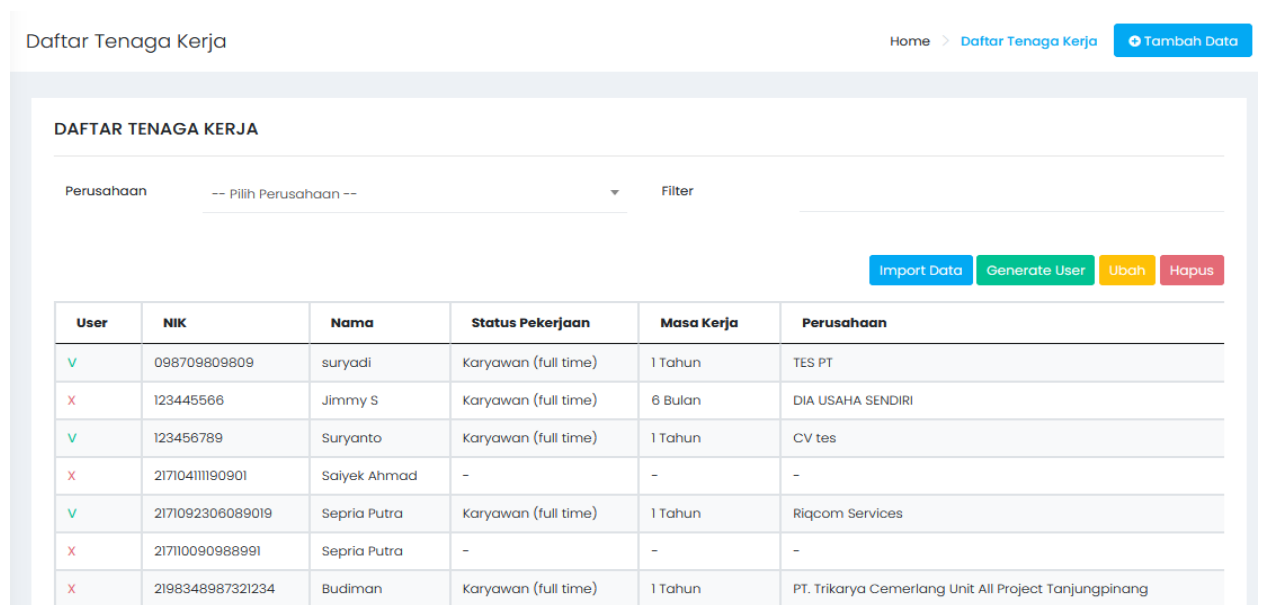 Daftar Tenaga Kerja Home > Daftar Tenaga Kerja Tambah Data
DAFTAR TENAGA KERJA
Perusahaan -- Pilih Perusahaan -- Filter
Import Data Generate User Ubah Hapus
User NIK Nama Status Pekerjaan Masa Kerja Perusahaan
V 098709809809 suryadi Karyawan (full time) 1 Tahun TES PT
X 123445566 Jimmy S Karyawan (full time) 6 Bulan DIA USAHA SENDIRI
V 123456789 Suryanto Karyawan (full time) 1 Tahun CV tes
X 217104111190901 Saiyek Ahmad - - -
V 2171092306089019 Sepria Putra Karyawan (full time) 1 Tahun Riqcom Services
X 217110090988991 Sepria Putra - - -
X 2198348987321234 Budiman Karyawan (full time) 1 Tahun PT. Trikarya Cemerlang Unit All Project Tanjungpinang